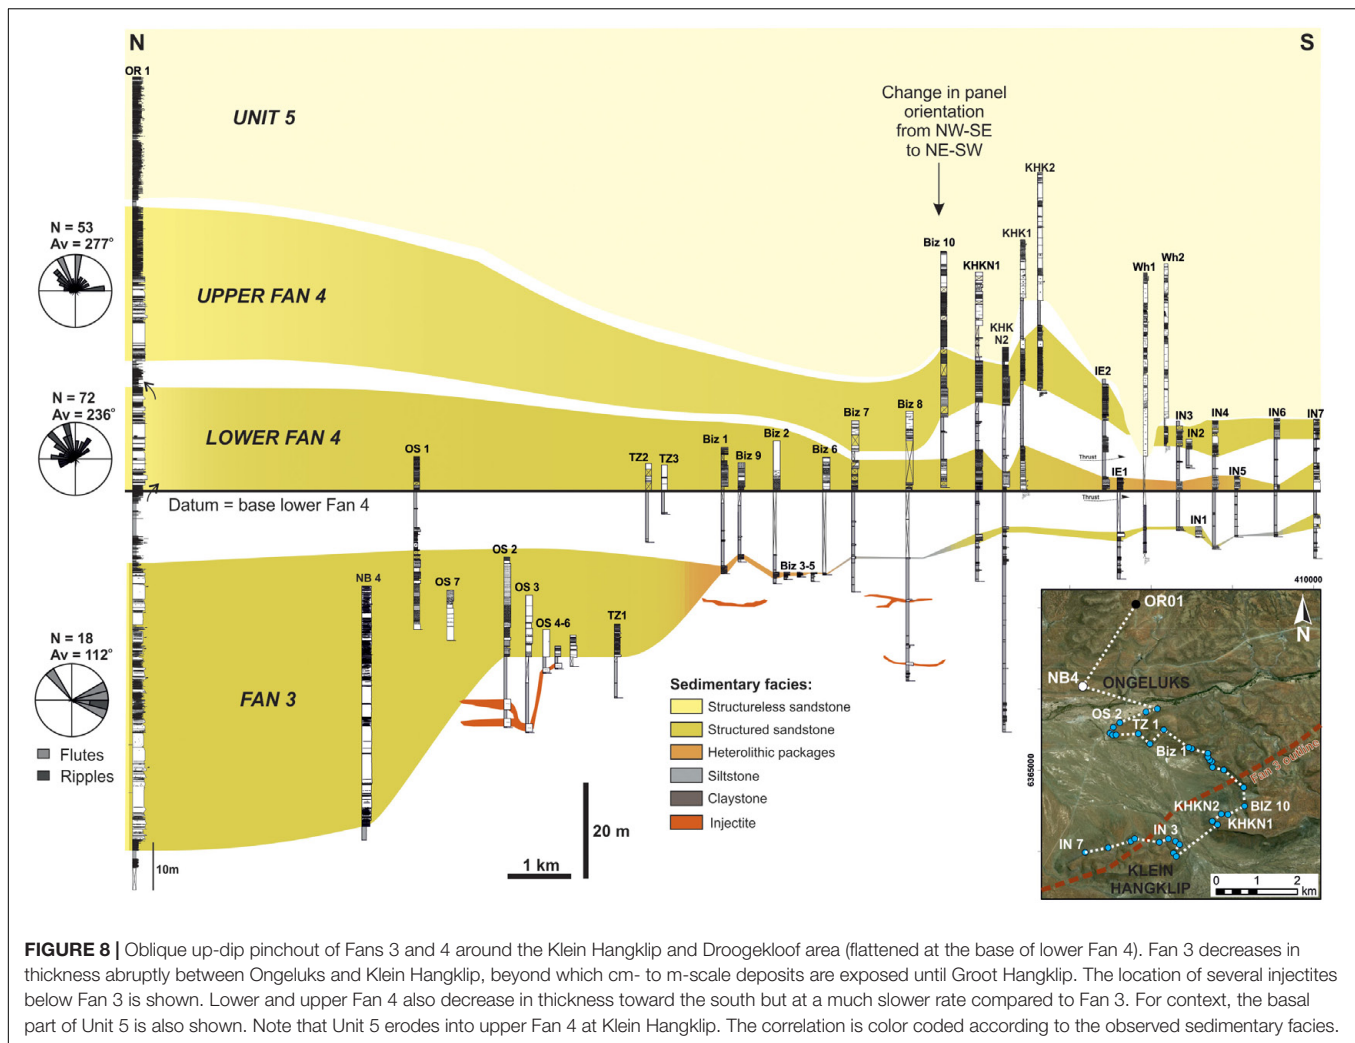 N
S
OR 1
UNIT 5
Change in panel
orientation
from NW-SE
to NE-SW
KHK2
KHK1
Biz 10
KHKN1
Wh1
Wh2
N = 53
Av = 277°
UPPER FAN 4
KHK
N2
IE2
N = 72
Av = 236°
LOWER FAN 4
OS 1
TZ2
TZ3
Biz 1
Biz 9
Biz 2
Biz 6
Biz 7
Biz 8
Thrust
IE1
Thrust
IN3
IN2
IN4
IN5
IN6
IN7
IN1
Datum = base lower Fan 4
OS 2
NB 4
OS 7
OS 3
OS 4-6
TZ1
Biz 3-5
N = 18
Av = 112°
FAN 3
Flutes
Ripples
10m
1 km
20 m
Sedimentary facies:
Structureless sandstone
Structured sandstone
Heterolithic packages
Siltstone
Claystone
Injectite
410000
6365000
OR01
N
NB4
ONGELUKS
OS 2
TZ 1
Biz 1
Fan 3 outline
KHKN2
BIZ 10
KHKN1
IN 3
IN 7
KLEIN
HANGKLIP
0 1 2
km
FIGURE 8 | Oblique up-dip pinchout of Fans 3 and 4 around the Klein Hangklip and Droogekloof area (flattened at the base of lower Fan 4). Fan 3 decreases in
thickness abruptly between Ongeluks and Klein Hangklip, beyond which cm- to m-scale deposits are exposed until Groot Hangklip. The location of several injectites
below Fan 3 is shown. Lower and upper Fan 4 also decrease in thickness toward the south but at a much slower rate compared to Fan 3. For context, the basal
part of Unit 5 is also shown. Note that Unit 5 erodes into upper Fan 4 at Klein Hangklip. The correlation is color coded according to the observed sedimentary facies.